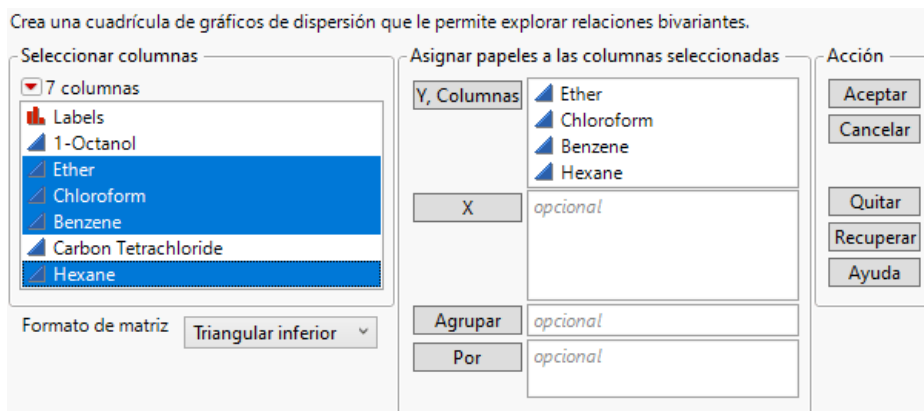 Crea una cuadrícula de gráficos de dispersión que le permite explorar relaciones bivariantes.
Seleccionar columnas
7 columnas
Labels
1-Octanol
Ether
Chloroform
Benzene
Carbon Tetrachloride
Hexane
Formato de matriz
Triangular inferior
Asignar papeles a las columnas seleccionadas
Y, Columnas
Ether
Chloroform
Benzene
Hexane
X
opcional
Agrupar
opcional
Por
opcional
Acción
Aceptar
Cancelar
Quitar
Recuperar
Ayuda